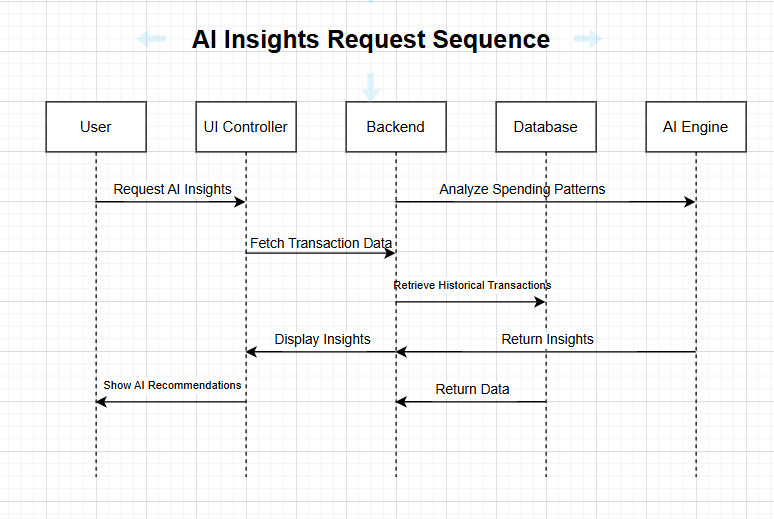 AI Insights Request Sequence
User
UI Controller
Backend
Database
AI Engine
Request AI Insights
Analyze Spending Patterns
Fetch Transaction Data
Retrieve Historical Transactions
Display Insights
Return Insights
Show AI Recommendations
Return Data